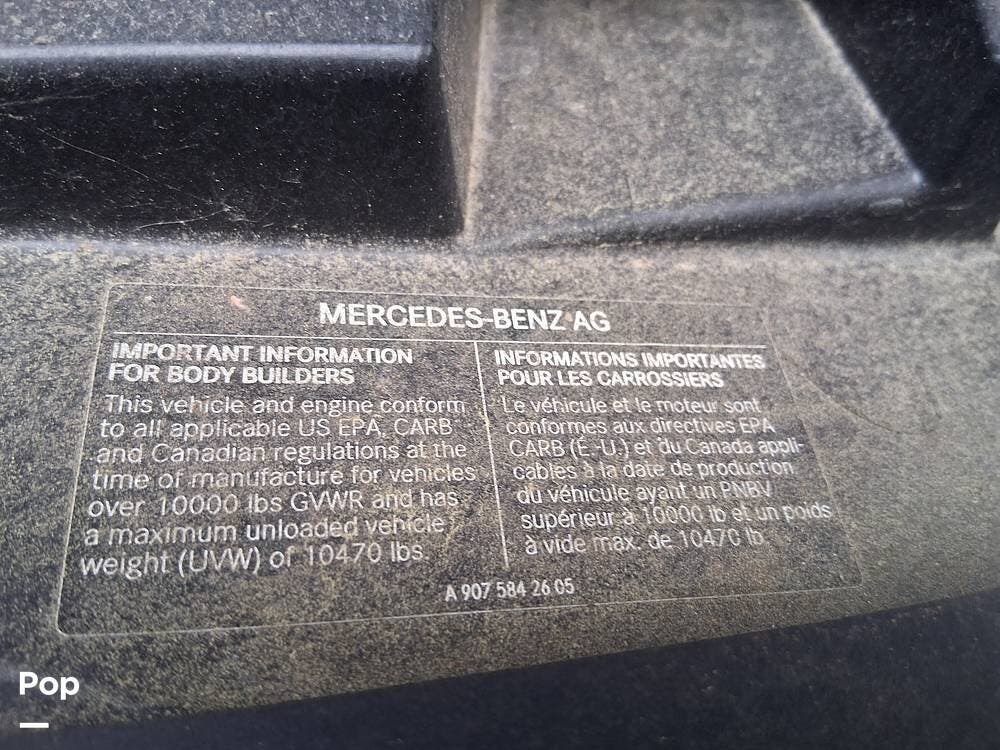 MERCEDES-BENZ AG
IMPORTANT INFORMATION
FOR BODY BUILDERS
This vehicle and engine conform
to all applicable US EPA, CARB
and Canadian regulations at the
time of manufacture for vehicles
over 10000 lbs GVWR and has
a maximum unloaded vehicle
weight (UVW) of 10470 lbs.
INFORMATIONS IMPORTANTES
POUR LES CARROSSIERS
Le véhicule et le moteur sont
conformes aux directives EPA
CARB (É.-U.) et du Canada appli-
cables à la date de production
du véhicule ayant un PNBV
supérieur à 10000 lb et un poids
à vide max. de 10470 lb
A 907 584 26 05
Pop